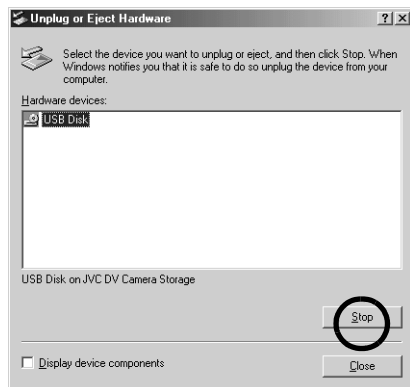 Unplug or Eject Hardware
Select the device you want to unplug or eject, and then click Stop. When
Windows notifies you that it is safe to do so unplug the device from your
computer.
Hardware devices:
USB Disk
USB Disk on JVC DV Camera Storage
Stop
Display device components
Close